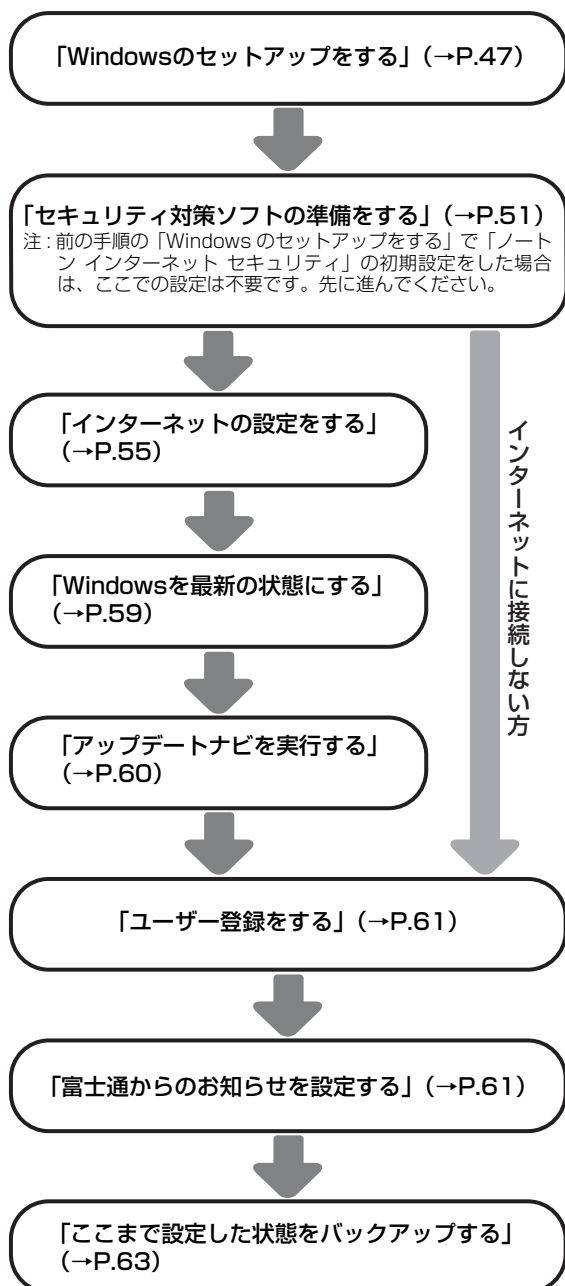 「Windowsのセットアップをする」（→P.47）
「セキュリティ対策ソフトの準備をする」（→P.51）
注：前の手順の「Windows のセットアップをする」で「ノート
ン インターネット セキュリティ」の初期設定をした場合
は、ここでの設定は不要です。先に進んでください。
「インターネットの設定をする」
（→P.55）
インターネットに接続しない方
「Windowsを最新の状態にする」
（→P.59）
「アップデートナビを実行する」
（→P.60）
「ユーザー登録をする」（→P.61）
「富士通からのお知らせを設定する」（→P.61）
「ここまで設定した状態をバックアップする」
（→P.63）